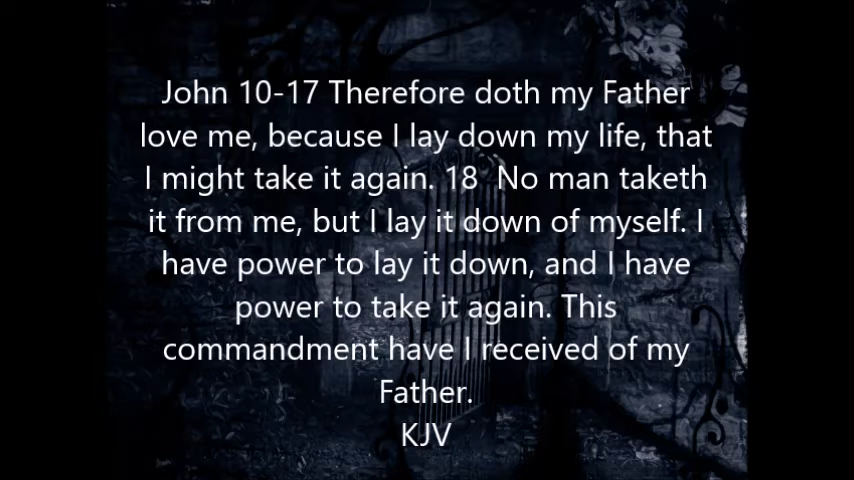 John 10-17 Therefore doth my Father
love me, because I lay down my life, that
I might take it again. 18  No man taketh
it from me, but I lay it down of myself. I
have power to lay it down, and I have
power to take it again. This
commandment have I received of my
Father.
KJV